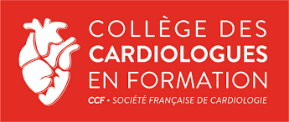 COLLÈGE DES
CARDIOLOGUES
EN FORMATION
CCF • SOCIÉTÉ FRANÇAISE DE CARDIOLOGIE